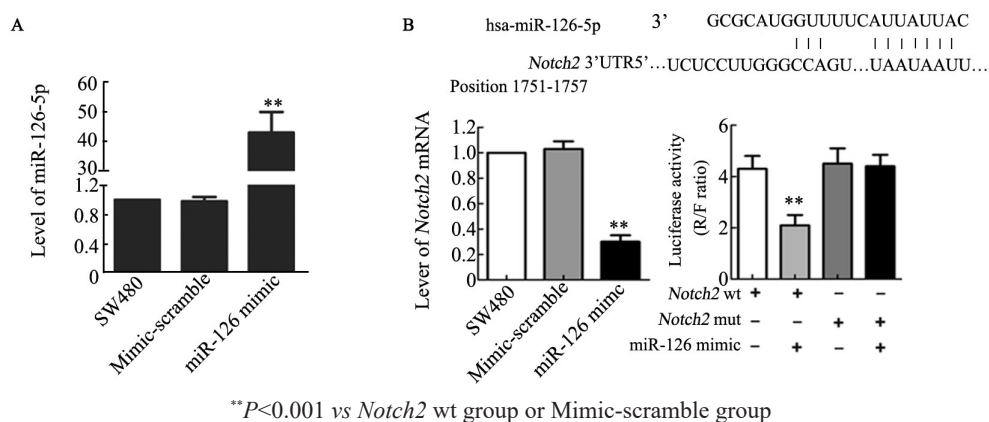 A
Level of miR-126-5p
60
50
40
30
1.2
0.8
0.4
0
**
SW480
Mimic-scramble
miR-126 mimic
B
hsa-miR-126-5p 3’ GCGCAUGGUUUUCAUUAUUAC
Notch2 3’UTR5’…UCUCCUUGGGCCAGU…UAAUAAUU…
Position 1751-1757
Lever of Notch2 mRNA
1.2
1.0
0.8
0.6
0.4
0.2
0
**
SW480
Mimic-scramble
miR-126 mimc
Luciferase activity
(R/F ratio)
6
4
2
0
**
Notch2 wt + + − −
Notch2 mut − − + +
miR-126 mimic − + − +
**P<0.001 vs Notch2 wt group or Mimic-scramble group